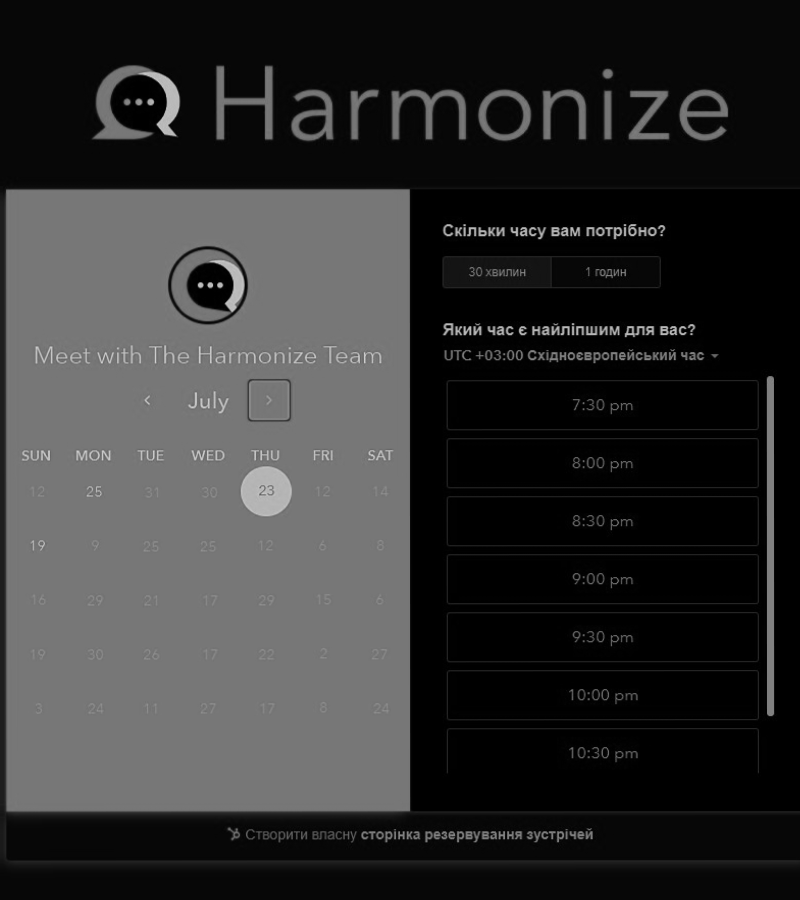 Harmonize
Meet with The Harmonize Team
July
SUN MON TUE WED THU FRI SAT
12 25 31 30 23 12 14
19 9 25 25 12 6 8
16 29 21 17 29 15 6
19 30 26 17 22 2 27
3 24 11 27 17 8 24
Скільки часу вам потрібно?
30 хвилин 1 годин
Який час є найліпшим для вас?
UTC +03:00 Східноєвропейський час
7:30 pm
8:00 pm
8:30 pm
9:00 pm
9:30 pm
10:00 pm
10:30 pm
Створити власну сторінка резервування зустрічей